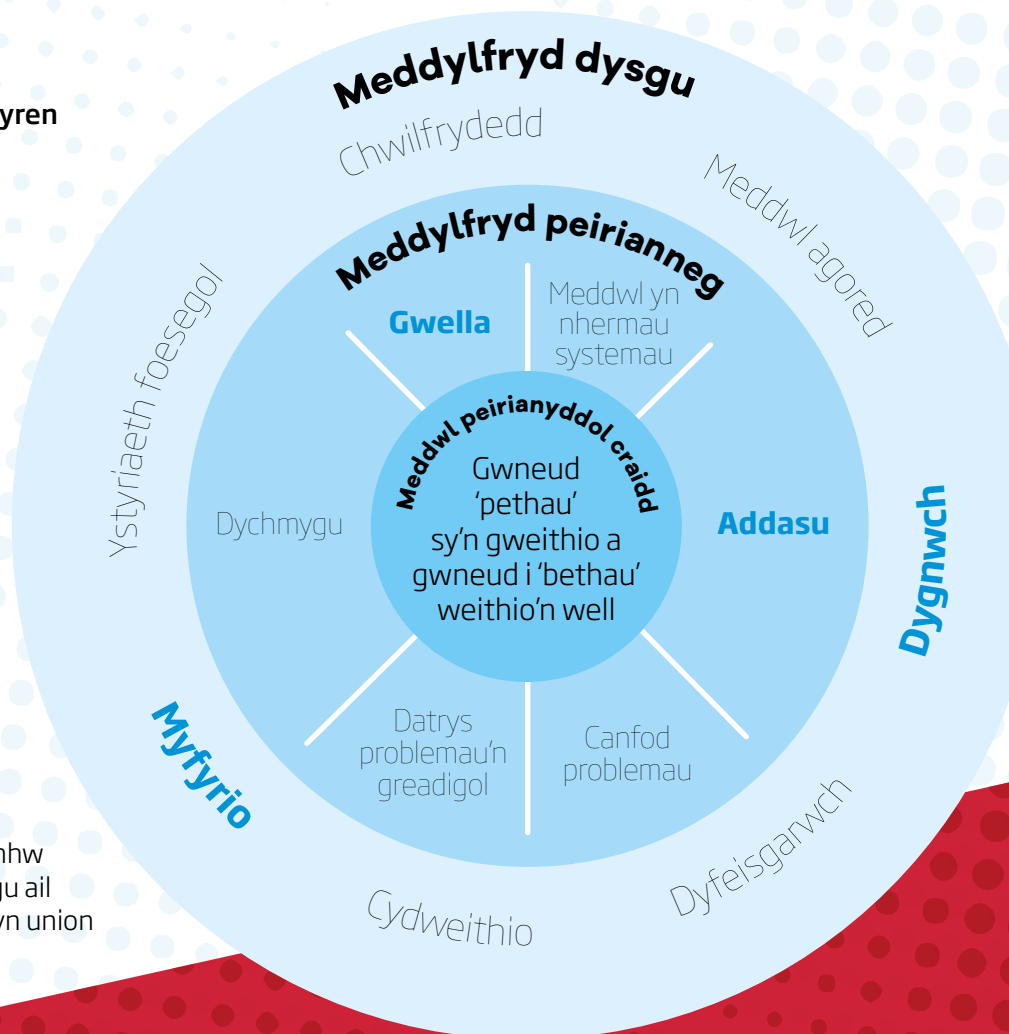 yren
Meddylfryd dysgu
Chwilfrydedd
Meddwl agored
Dygnwch
Dyfeisgarwch
Cydweithio
Myfyrio
Ystyriaeth foesegol
Meddylfryd peirianneg
Gwella
Meddwl yn
nhermau
systemau
Addasu
Canfod
problemau
Datrys
problemau'n
greadigol
Dychmygu
Meddwl peirianyddol craidd
Gwneud
'pethau'
sy'n gweithio a
gwneud i 'bethau'
weithio'n well
nhw
gu ail
yn union